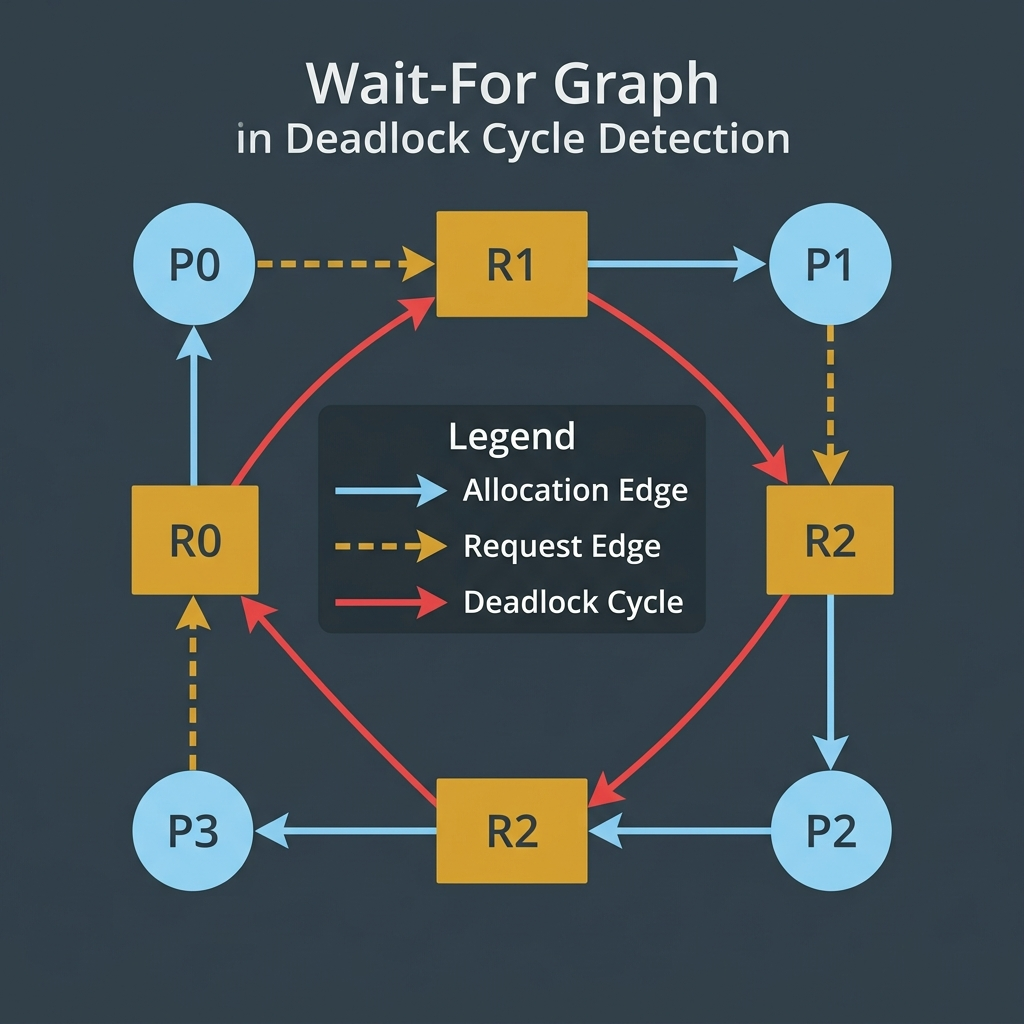 Wait-For Graph
in Deadlock Cycle Detection
P0
R1
P1
Legend
Allocation Edge
Request Edge
Deadlock Cycle
R0
R2
P3
R2
P2